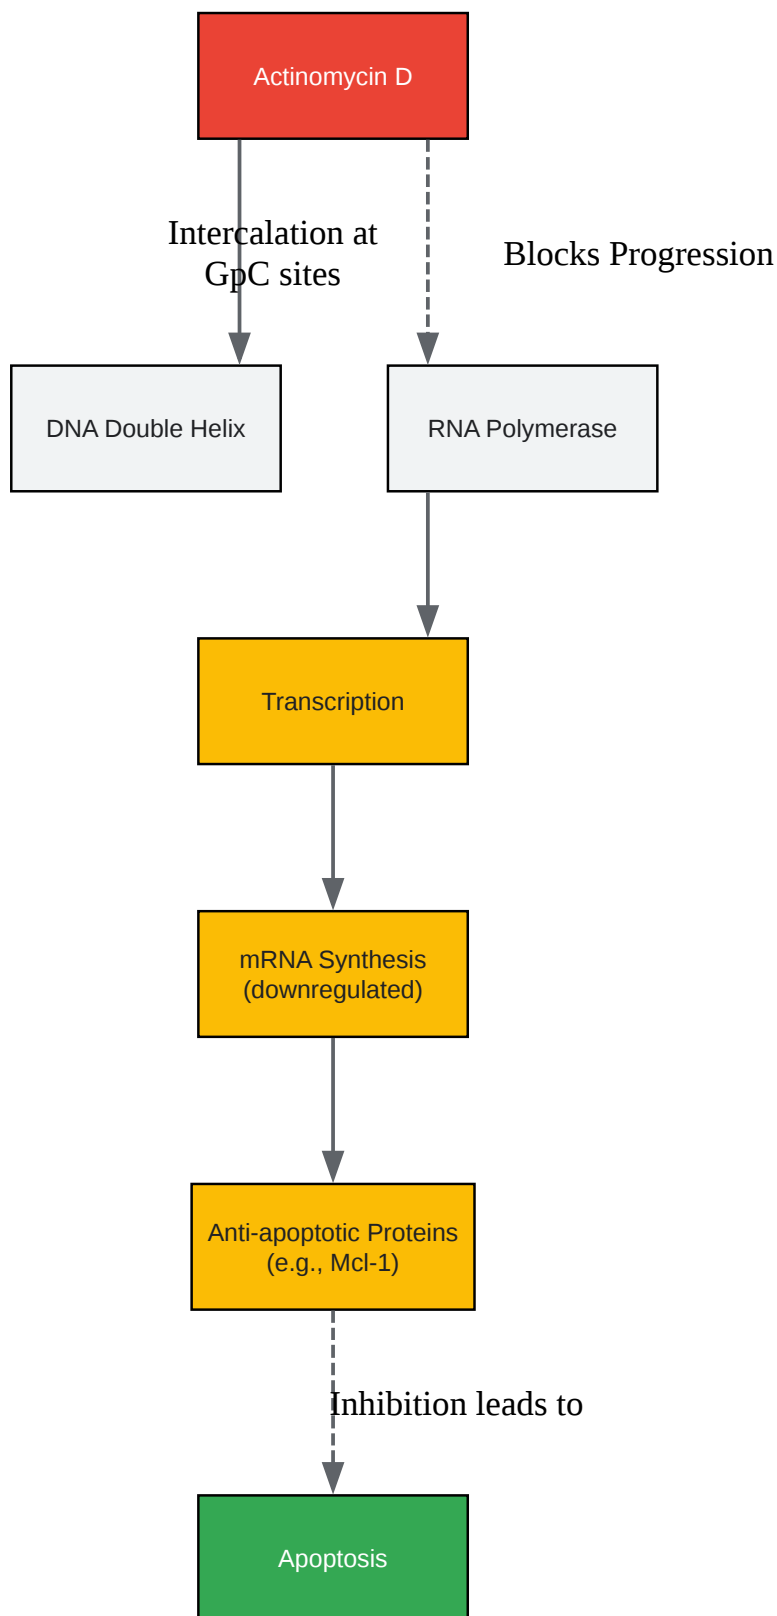 Actinomycin D
Intercalation at
GpC sites
Blocks Progression
DNA Double Helix
RNA Polymerase
Transcription
mRNA Synthesis
(downregulated)
Anti-apoptotic Proteins
(e.g., Mcl-1)
Inhibition leads to
Apoptosis